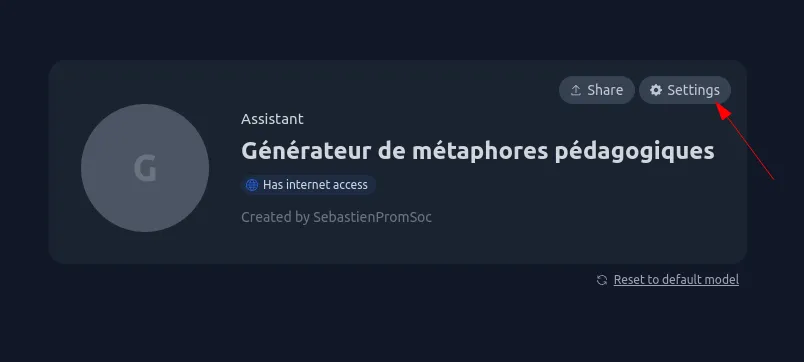 Share
Settings
Assistant
Générateur de métaphores pédagogiques
G
Has internet access
Created by SebastienPromSoc
Reset to default model